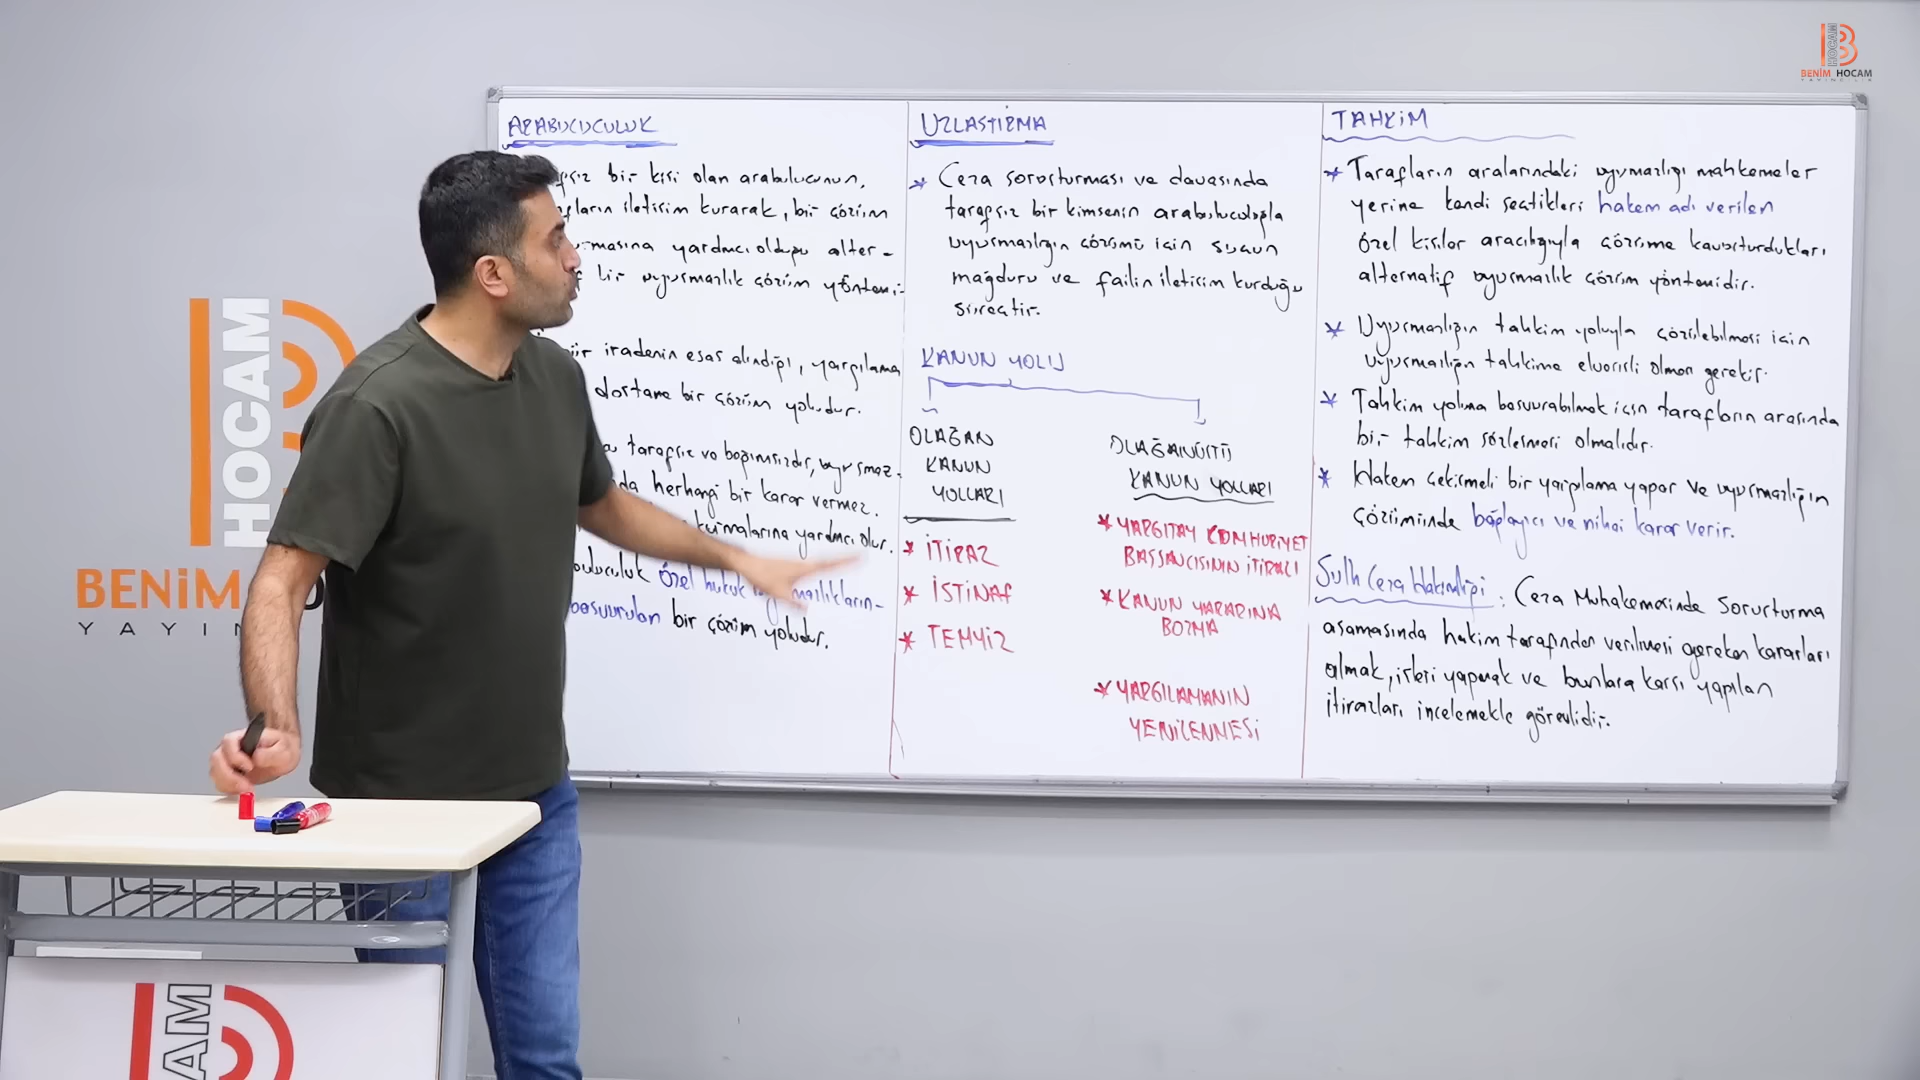 BENİM HOCAM
YAYINCILIK
ARABULUCULUK
bir kişi olan arabulucunun,
iletişim kurarak, bir çözüm
yardımcı olduğu alter-
bir uyuşmazlık çözüm yöntemi-
iradenin esas alındığı, yargılama
dostane bir çözüm yoludur.
tarafsız ve bağımsızdır, uyuşmaz-
herhangi bir karar vermez.
kurmalarına yardımcı olur.
özel hukuk
başvurulan bir çözüm yoludur.
UZLAŞTIRMA
* Ceza soruşturması ve davasında
tarafsız bir kimsenin arabuluculuğuyla
uyuşmazlığın çözümü için suçun
mağduru ve failin iletişim kurduğu
süreçtir.
KANUN YOLU
OLAĞAN
KANUN
YOLLARI
* İTİRAZ
* İSTİNAF
* TEMYİZ
OLAĞANÜSTÜ
KANUN YOLLARI
* YARGITAY CUMHURİYET
BAŞSAVCISININ İTİRAZI
* KANUN YARARINA
BOZMA
* YARGILAMANIN
YENİLENMESİ
TAHKİM
* Tarafların aralarındaki uyuşmazlığı mahkemeler
yerine kendi seçtikleri hakem adı verilen
özel kişiler aracılığıyla çözüme kavuşturdukları
alternatif uyuşmazlık çözüm yöntemidir.
* Uyuşmazlığın tahkim yoluyla çözülebilmesi için
uyuşmazlığın tahkime elverişli olması gerekir.
* Tahkim yoluna başvurabilmek için tarafların arasında
bir tahkim sözleşmesi olmalıdır.
* Hakem çekişmeli bir yargılama yapar ve uyuşmazlığın
çözümünde bağlayıcı ve nihai karar verir.
Sulh Ceza Hakimliği : Ceza Muhakemesinde Soruşturma
aşamasında hakim tarafından verilmesi gereken kararları
almak, işleri yapmak ve bunlara karşı yapılan
itirazları incelemekle görevlidir.
HOCAM
BENİM